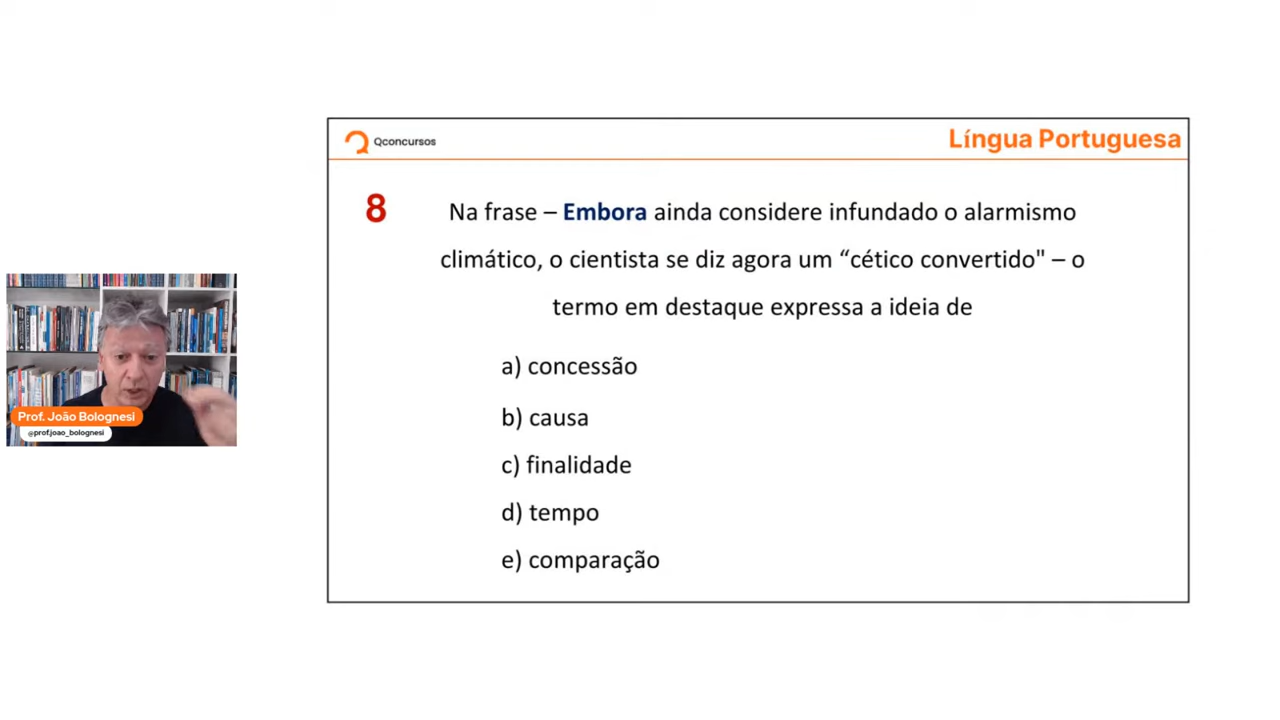 Qconcursos
Língua Portuguesa
8
Na frase – Embora ainda considere infundado o alarmismo
climático, o cientista se diz agora um “cético convertido" – o
termo em destaque expressa a ideia de
a) concessão
b) causa
c) finalidade
d) tempo
e) comparação
Prof. João Bolognesi
@prof.joao_bolognesi